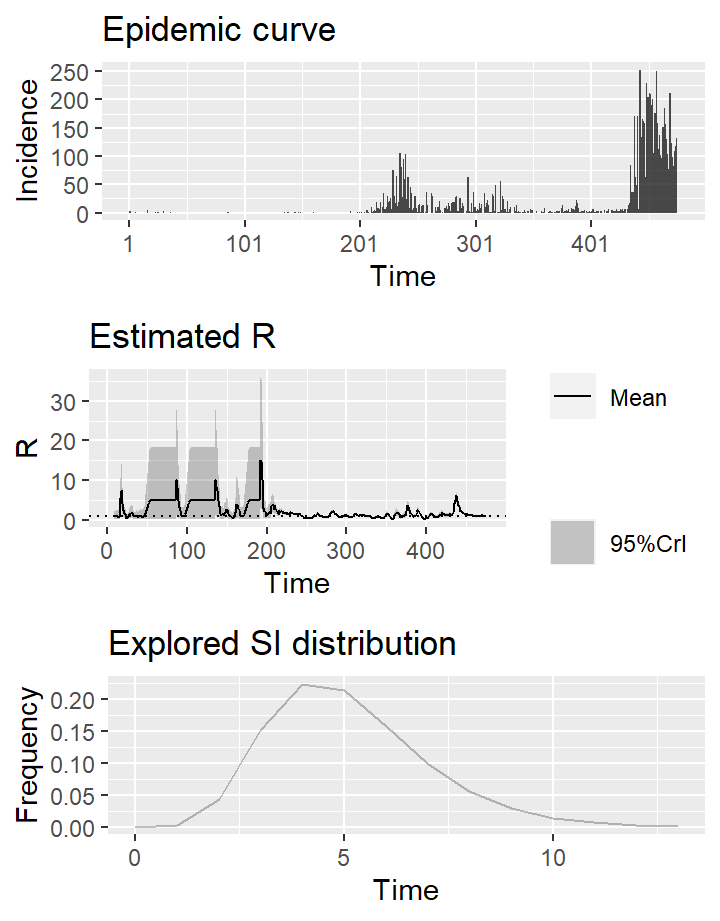 Epidemic curve
250
200
150
100
50
0
Incidence
1 101 201 301 401
Time
Estimated R
30
20
10
0
R
0 100 200 300 400
Time
Mean
95%CrI
Explored SI distribution
0.20
0.15
0.10
0.05
0.00
Frequency
0 5 10
Time